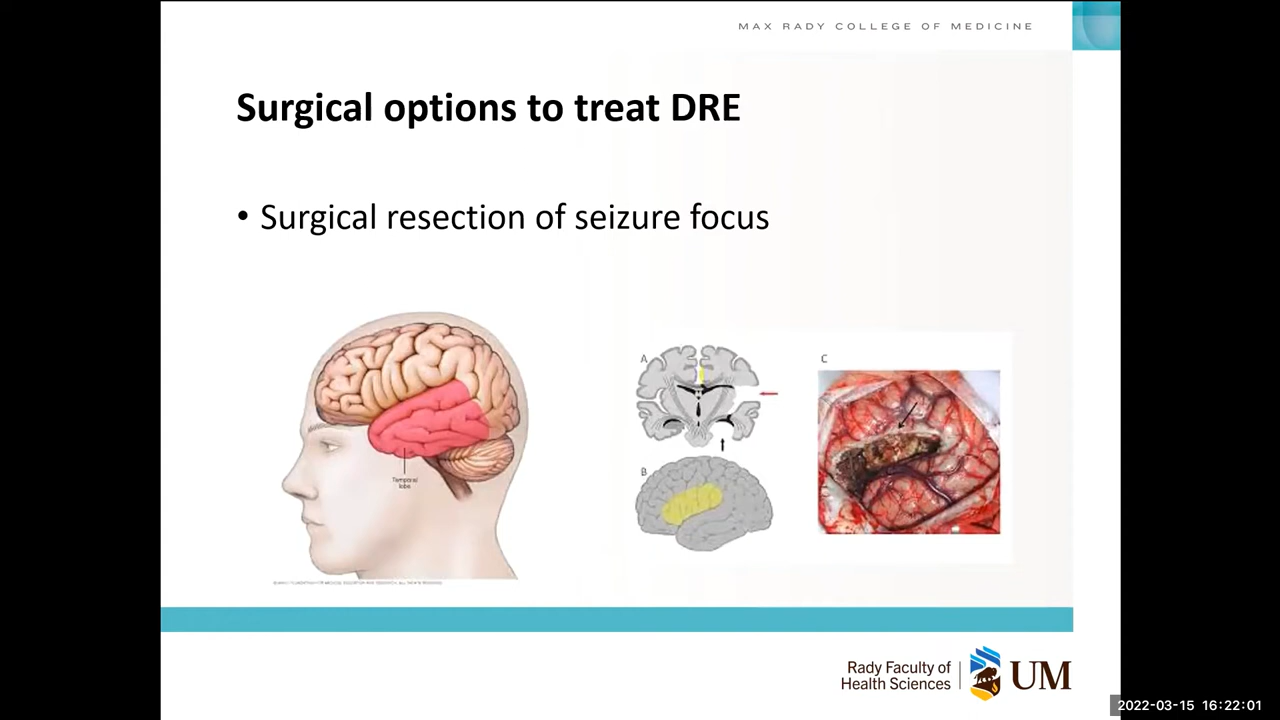 MAX RADY COLLEGE OF MEDICINE
Surgical options to treat DRE
• Surgical resection of seizure focus
Temporal
lobe
A
B
C
Rady Faculty of
Health Sciences
UM
2022-03-15 16:22:01